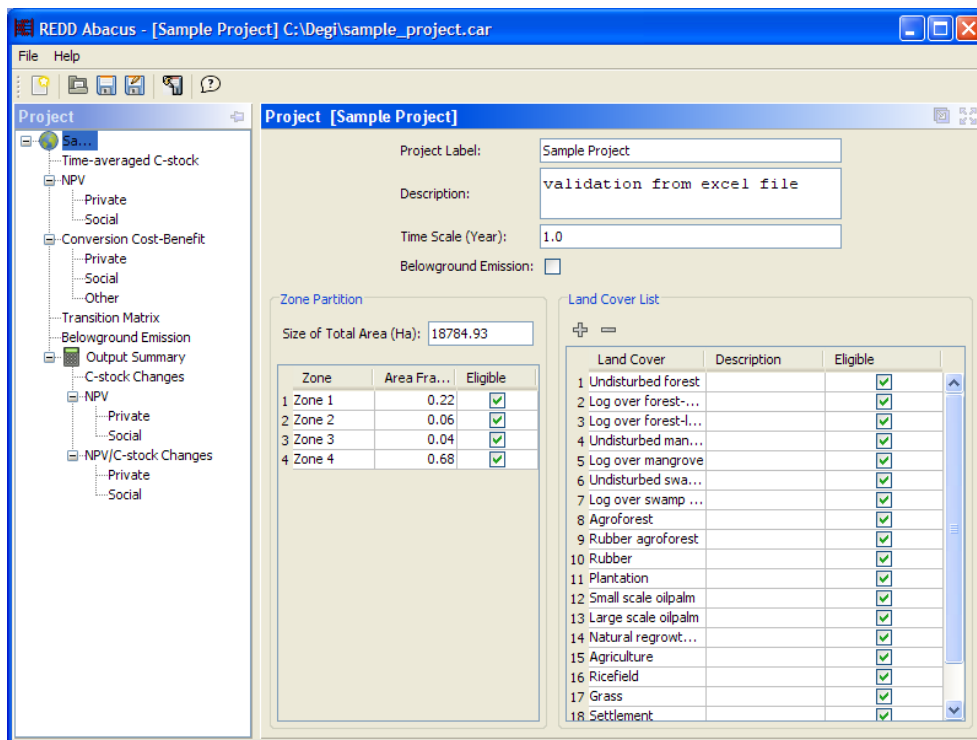 REDD Abacus - [Sample Project] C:\Degi\sample_project.car
File Help
Project
Sa...
Time-averaged C-stock
NPV
Private
Social
Conversion Cost-Benefit
Private
Social
Other
Transition Matrix
Belowground Emission
Output Summary
C-stock Changes
NPV
Private
Social
NPV/C-stock Changes
Private
Social
Project [Sample Project]
Project Label: Sample Project
Description: validation from excel file
Time Scale (Year): 1.0
Belowground Emission:
Zone Partition
Size of Total Area (Ha): 18784.93
Zone Area Fra... Eligible
1 Zone 1 0.22
2 Zone 2 0.06
3 Zone 3 0.04
4 Zone 4 0.68
Land Cover List
Land Cover Description Eligible
1 Undisturbed forest
2 Log over forest-...
3 Log over forest-l...
4 Undisturbed man...
5 Log over mangrove
6 Undisturbed swa...
7 Log over swamp ...
8 Agroforest
9 Rubber agroforest
10 Rubber
11 Plantation
12 Small scale oilpalm
13 Large scale oilpalm
14 Natural regrowt...
15 Agriculture
16 Ricefield
17 Grass
18 Settlement